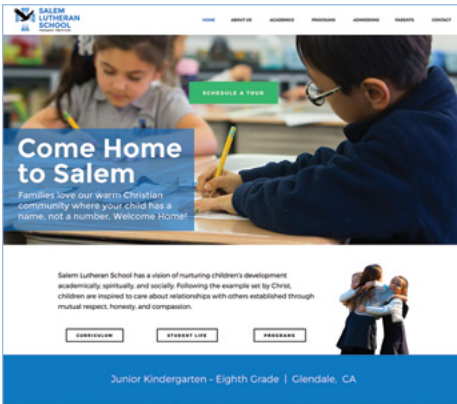 SALEM
LUTHERAN
SCHOOL
HOME ABOUT US ACADEMICS PROGRAMS ADMISSIONS PARENTS CONTACT
SCHEDULE A TOUR
Come Home
to Salem
Families love our warm Christian
community where your child has a
name, not a number. Welcome Home!
Salem Lutheran School has a vision of nurturing children's development
academically, spiritually, and socially. Following the example set by Christ,
children are inspired to care about relationships with others established through
mutual respect, honesty, and compassion.
CURRICULUM STUDENT LIFE PROGRAMS
Junior Kindergarten – Eighth Grade | Glendale, CA